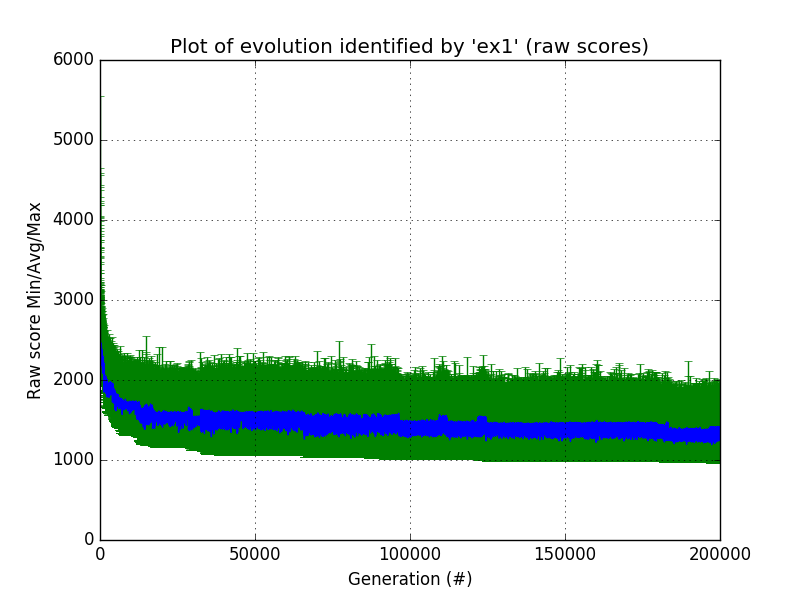 Plot of evolution identified by 'ex1' (raw scores)
6000
5000
4000
3000
2000
1000
0
Raw score Min/Avg/Max
0 50000 100000 150000 200000
Generation (#)